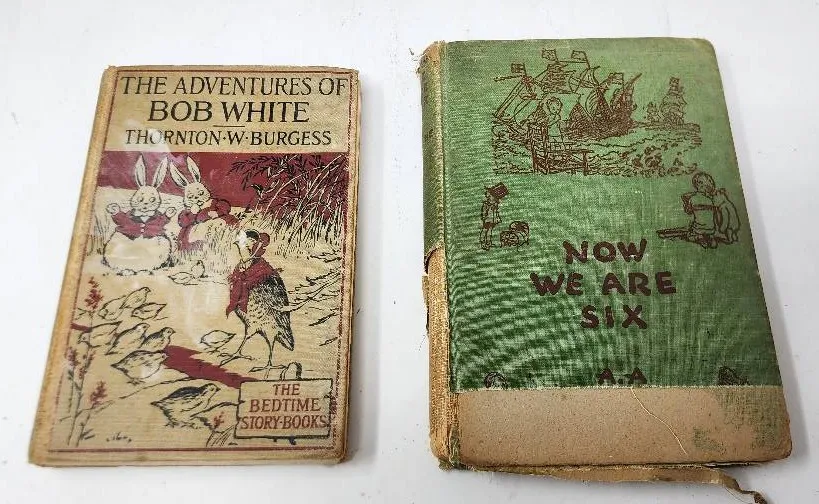 THE ADVENTURES OF
BOB WHITE
THORNTON·W·BURGESS
THE
BEDTIME
STORY-BOOKS
NOW
WE ARE
SIX
A.A